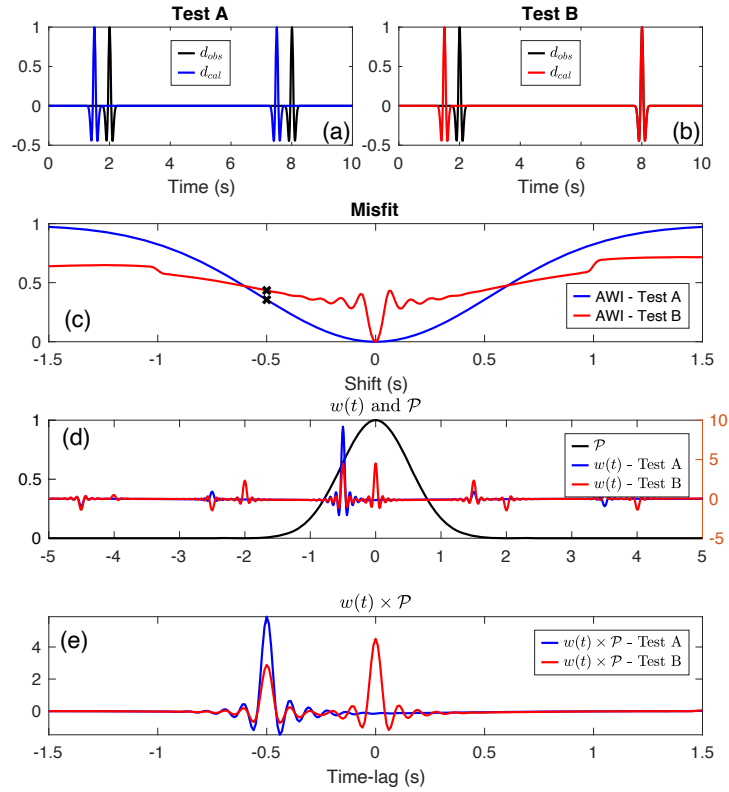 Test A
Test B
1
0.5
0
-0.5
d_obs
d_cal
(a)
0 2 4 6 8 10
Time (s)
1
0.5
0
-0.5
d_obs
d_cal
(b)
0 2 4 6 8 10
Time (s)
Misfit
1
0.5
0
(c)
AWI - Test A
AWI - Test B
-1.5 -1 -0.5 0 0.5 1 1.5
Shift (s)
w(t) and 𝒫
(d)
1
0.5
0
10
5
0
-5
𝒫
w(t) - Test A
w(t) - Test B
-5 -4 -3 -2 -1 0 1 2 3 4 5
w(t) × 𝒫
(e)
4
2
0
w(t) × 𝒫 - Test A
w(t) × 𝒫 - Test B
-1.5 -1 -0.5 0 0.5 1 1.5
Time-lag (s)